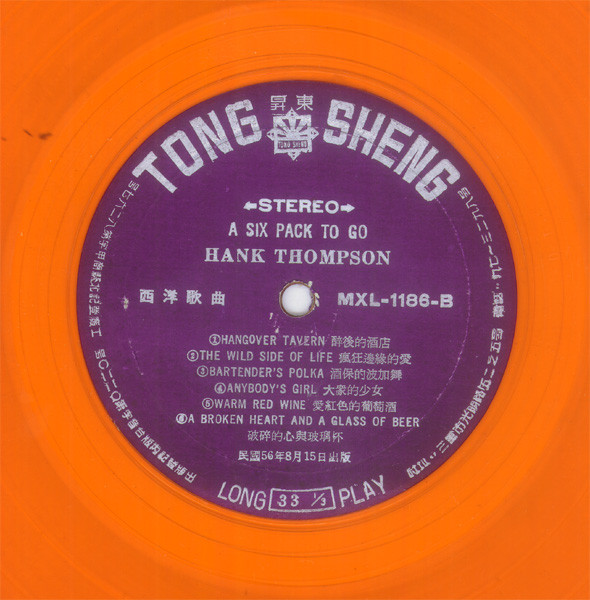 昇東
TONG SHENG
TONG SHENG
STEREO
A SIX PACK TO GO
HANK THOMPSON
西洋歌曲
MXL-1186-B
①HANGOVER TAVERN 醉後的酒店
②THE WILD SIDE OF LIFE 瘋狂邊緣的愛
③BARTENDER'S POLKA 酒保的波加舞
④ANYBODY'S GIRL 大衆的少女
⑤WARM RED WINE 愛紅色的葡萄酒
⑥A BROKEN HEART AND A GLASS OF BEER
破碎的心與玻璃杯
民國56年8月15日出版
LONG 33 1/3 PLAY